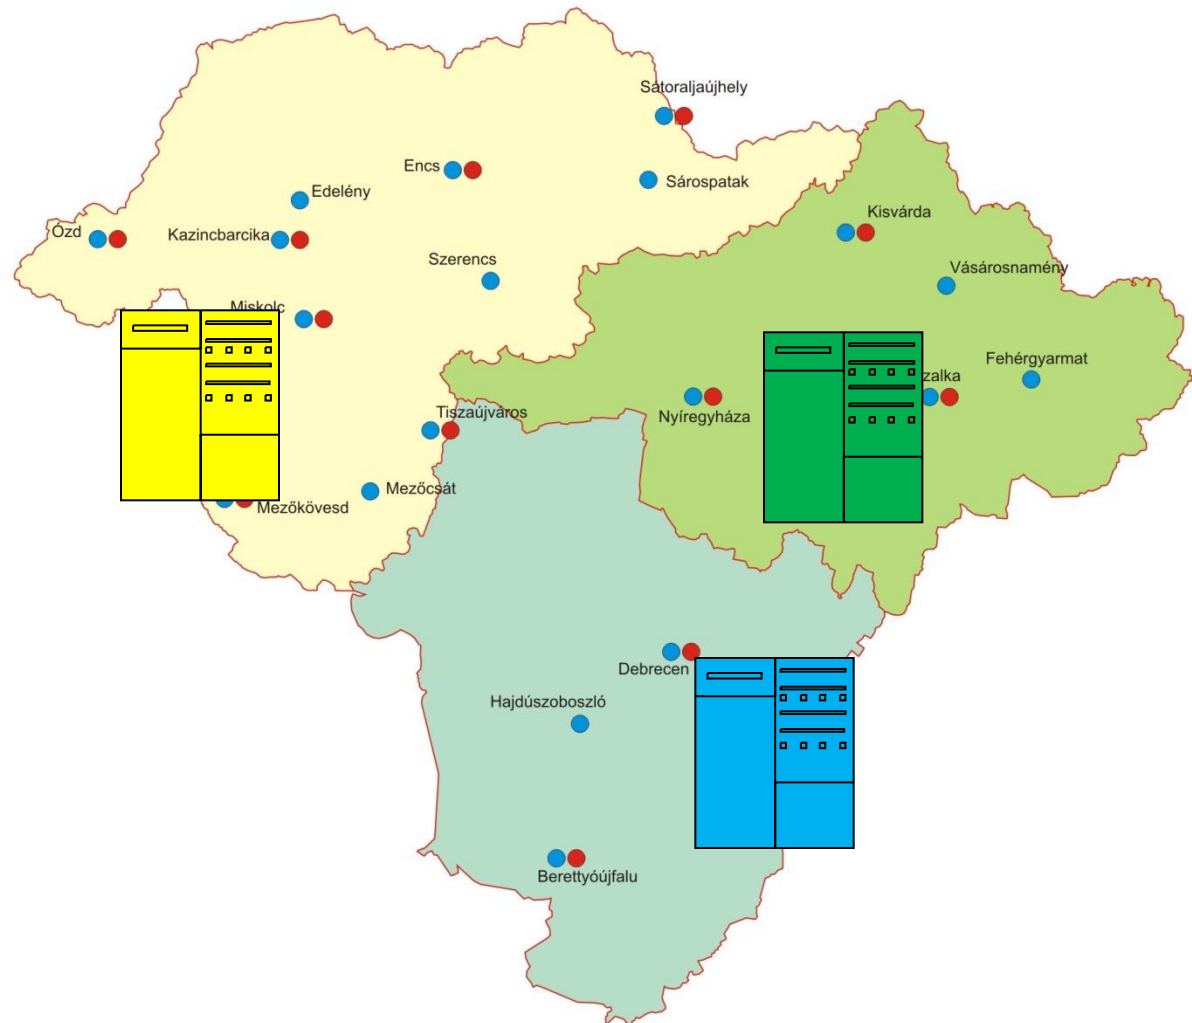 Sátoraljaújhely
Encs
Sárospatak
Edelény
Kisvárda
Ózd
Kazincbarcika
Szerencs
Vásárosnamény
Miskolc
Fehérgyarmat
zalka
Nyíregyháza
Tiszaújváros
Mezőcsát
Mezőkövesd
Debrecen
Hajdúszoboszló
Berettyóújfalu